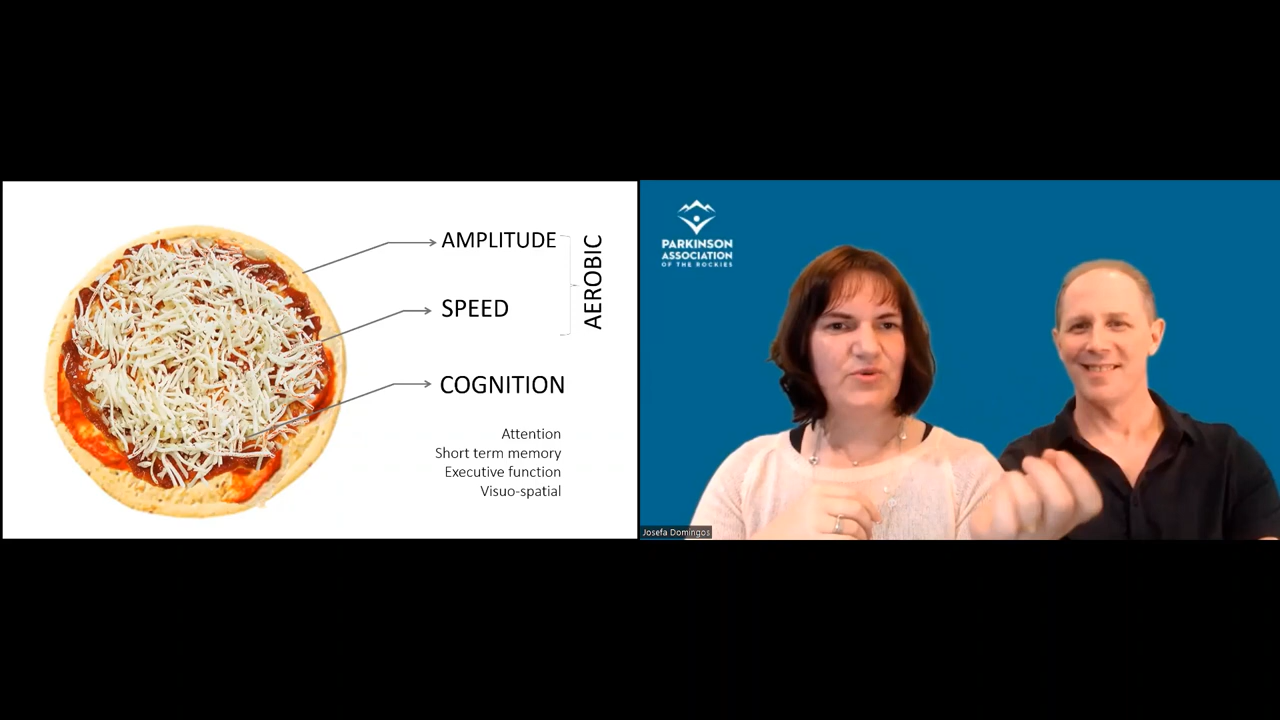 AMPLITUDE
SPEED
AEROBIC
COGNITION
Attention
Short term memory
Executive function
Visuo-spatial
PARKINSON
ASSOCIATION
OF THE ROCKIES
Josefa Domingos